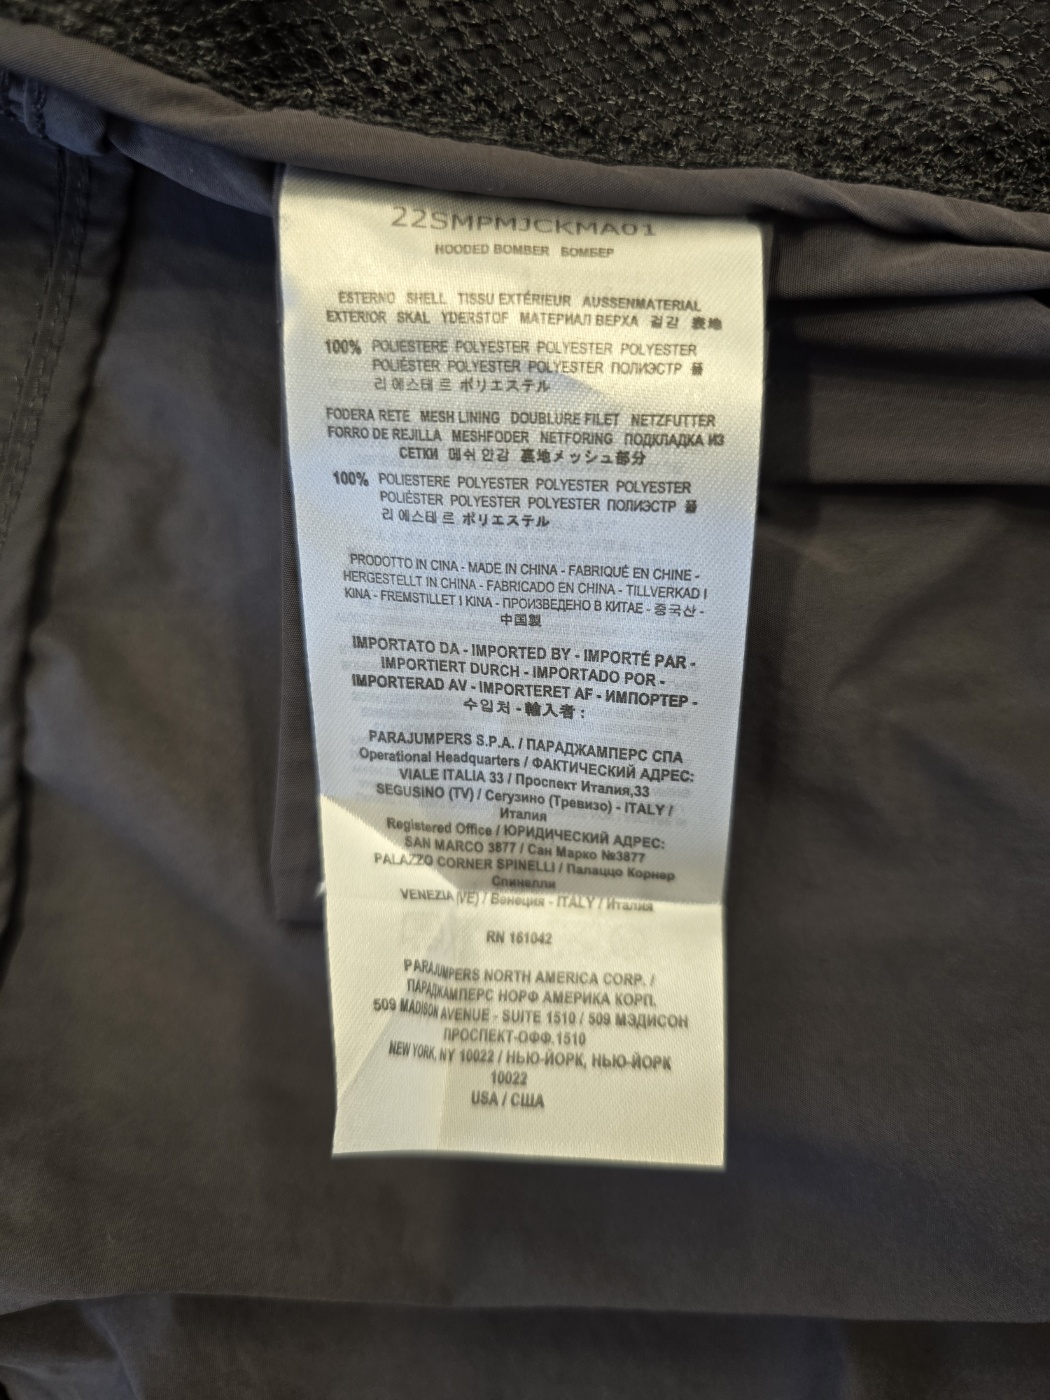 22SMPMJCKMA01
HOODED BOMBER БОМБЕР
ESTERNO SHELL TISSU EXTÉRIEUR AUSSENMATERIAL
EXTERIOR SKAL YDERSTOF МАТЕРИАЛ ВЕРХА 겉감 表地
100% POLIESTERE POLYESTER POLYESTER POLYESTER
POLIÉSTER POLYESTER POLYESTER ПОЛИЭСТР 폴
리 에스테 르 ポリエステル
FODERA RETE MESH LINING DOUBLURE FILET NETZFUTTER
FORRO DE REJILLA MESHFODER NETFORING ПОДКЛАДКА ИЗ
СЕТКИ 메쉬 안감 裏地メッシュ部分
100% POLIESTERE POLYESTER POLYESTER POLYESTER
POLIÉSTER POLYESTER POLYESTER ПОЛИЭСТР 폴
리 에스테 르 ポリエステル
PRODOTTO IN CINA - MADE IN CHINA - FABRIQUÉ EN CHINE -
HERGESTELLT IN CHINA - FABRICADO EN CHINA - TILLVERKAD I
KINA - FREMSTILLET I KINA - ПРОИЗВЕДЕНО В КИТАЕ - 중국산 -
中国製
IMPORTATO DA - IMPORTED BY - IMPORTÉ PAR -
IMPORTIERT DURCH - IMPORTADO POR -
IMPORTERAD AV - IMPORTERET AF - ИМПОРТЕР -
수입처 - 輸入者 :
PARAJUMPERS S.P.A. / ПАРАДЖАМПЕРС СПА
Operational Headquarters / ФАКТИЧЕСКИЙ АДРЕС:
VIALE ITALIA 33 / Проспект Италия,33
SEGUSINO (TV) / Сегузино (Тревизо) - ITALY /
Италия
Registered Office / ЮРИДИЧЕСКИЙ АДРЕС:
SAN MARCO 3877 / Сан Марко №3877
PALAZZO CORNER SPINELLI / Палаццо Корнер
Спинелли
VENEZIA (VE) / Венеция - ITALY / Италия
RN 161042
PARAJUMPERS NORTH AMERICA CORP. /
ПАРАДЖАМПЕРС НОРФ АМЕРИКА КОРП.
509 MADISON AVENUE - SUITE 1510 / 509 МЭДИСОН
ПРОСПЕКТ-ОФФ.1510
NEW YORK, NY 10022 / НЬЮ-ЙОРК, НЬЮ-ЙОРК
10022
USA / США